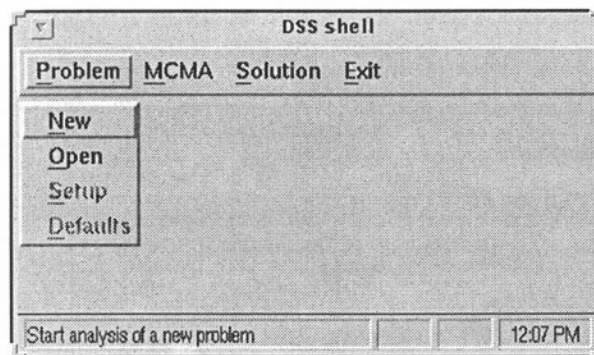 DSS shell
Problem MCMA Solution Exit
New
Open
Setup
Defaults
Start analysis of a new problem 12:07 PM